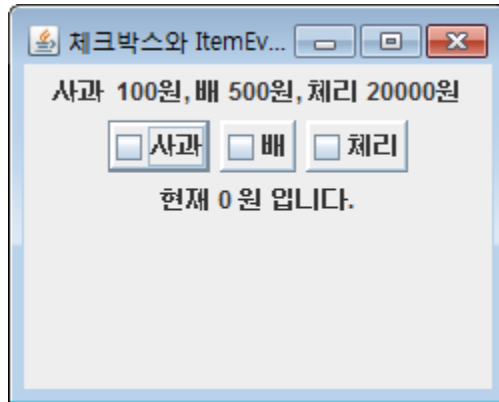 체크박스와 ItemEv...
사과 100원, 배 500원, 체리 20000원
사과 배 체리
현재 0 원 입니다.